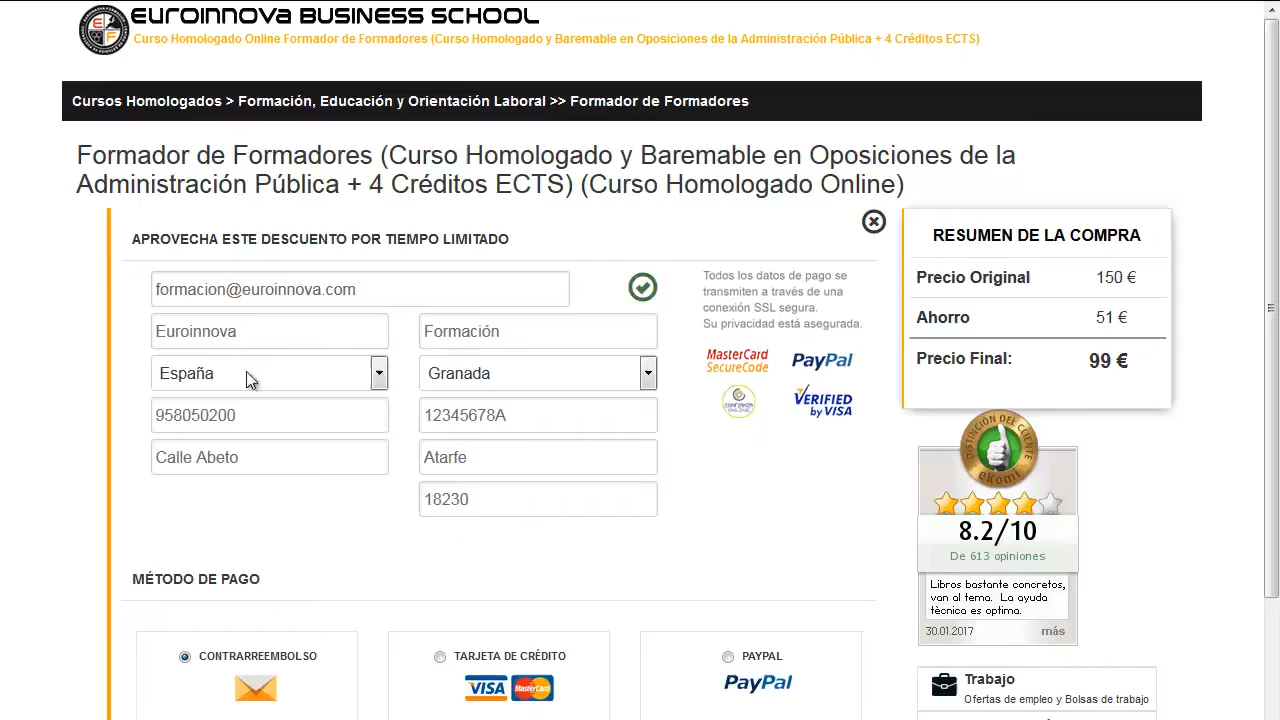 EUROINNOVA BUSINESS SCHOOL
Curso Homologado Online Formador de Formadores (Curso Homologado y Baremable en Oposiciones de la Administración Pública + 4 Créditos ECTS)
Cursos Homologados > Formación, Educación y Orientación Laboral >> Formador de Formadores
Formador de Formadores (Curso Homologado y Baremable en Oposiciones de la
Administración Pública + 4 Créditos ECTS) (Curso Homologado Online)
APROVECHA ESTE DESCUENTO POR TIEMPO LIMITADO
formacion@euroinnova.com
Euroinnova
Formación
España
Granada
958050200
12345678A
Calle Abeto
Atarfe
18230
Todos los datos de pago se
transmiten a través de una
conexión SSL segura.
Su privacidad está asegurada.
MasterCard
SecureCode
PayPal
CONFIANZA
ONLINE
VERIFIED
by VISA
RESUMEN DE LA COMPRA
Precio Original 150 €
Ahorro 51 €
Precio Final: 99 €
DISTINCIÓN DEL CLIENTE
eKomi
8.2/10
De 613 opiniones
Libros bastante concretos,
van al tema. La ayuda
tècnica es optima.
30.01.2017 más
Trabajo
Ofertas de empleo y Bolsas de trabajo
MÉTODO DE PAGO
CONTRARREEMBOLSO
TARJETA DE CRÉDITO
VISA
MasterCard
PAYPAL
PayPal